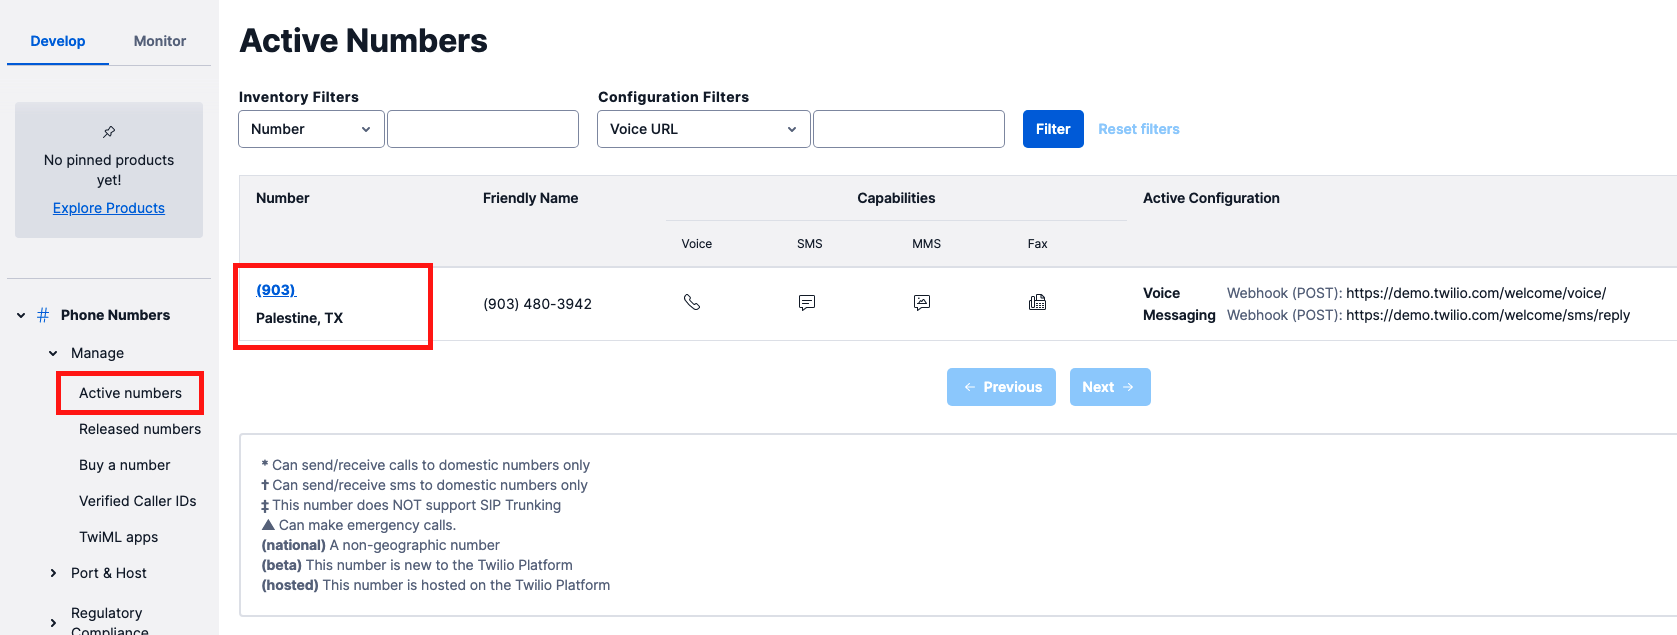 Develop
Monitor
No pinned products
yet!
Explore Products
# Phone Numbers
Manage
Active numbers
Released numbers
Buy a number
Verified Caller IDs
TwiML apps
Port & Host
Regulatory
Compliance
Active Numbers
Inventory Filters
Configuration Filters
Number
Voice URL
Filter
Reset filters
Number
Friendly Name
Capabilities
Active Configuration
Voice
SMS
MMS
Fax
(903)
Palestine, TX
(903) 480-3942
Voice Webhook (POST): https://demo.twilio.com/welcome/voice/
Messaging Webhook (POST): https://demo.twilio.com/welcome/sms/reply
← Previous
Next →
* Can send/receive calls to domestic numbers only
† Can send/receive sms to domestic numbers only
‡ This number does NOT support SIP Trunking
▲ Can make emergency calls.
(national) A non-geographic number
(beta) This number is new to the Twilio Platform
(hosted) This number is hosted on the Twilio Platform